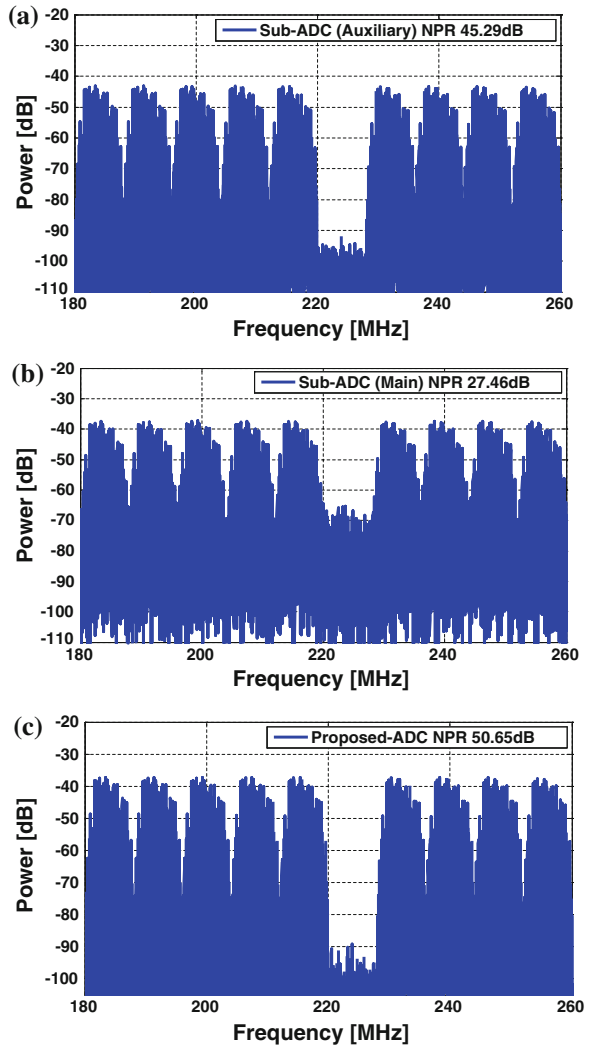 (a)
Sub-ADC (Auxiliary) NPR 45.29dB
Power [dB]
-20
-30
-40
-50
-60
-70
-80
-90
-100
-110
180 200 220 240 260
Frequency [MHz]
(b)
Sub-ADC (Main) NPR 27.46dB
Power [dB]
-20
-30
-40
-50
-60
-70
-80
-90
-100
-110
180 200 220 240 260
Frequency [MHz]
(c)
Proposed-ADC NPR 50.65dB
Power [dB]
-20
-30
-40
-50
-60
-70
-80
-90
-100
180 200 220 240 260
Frequency [MHz]